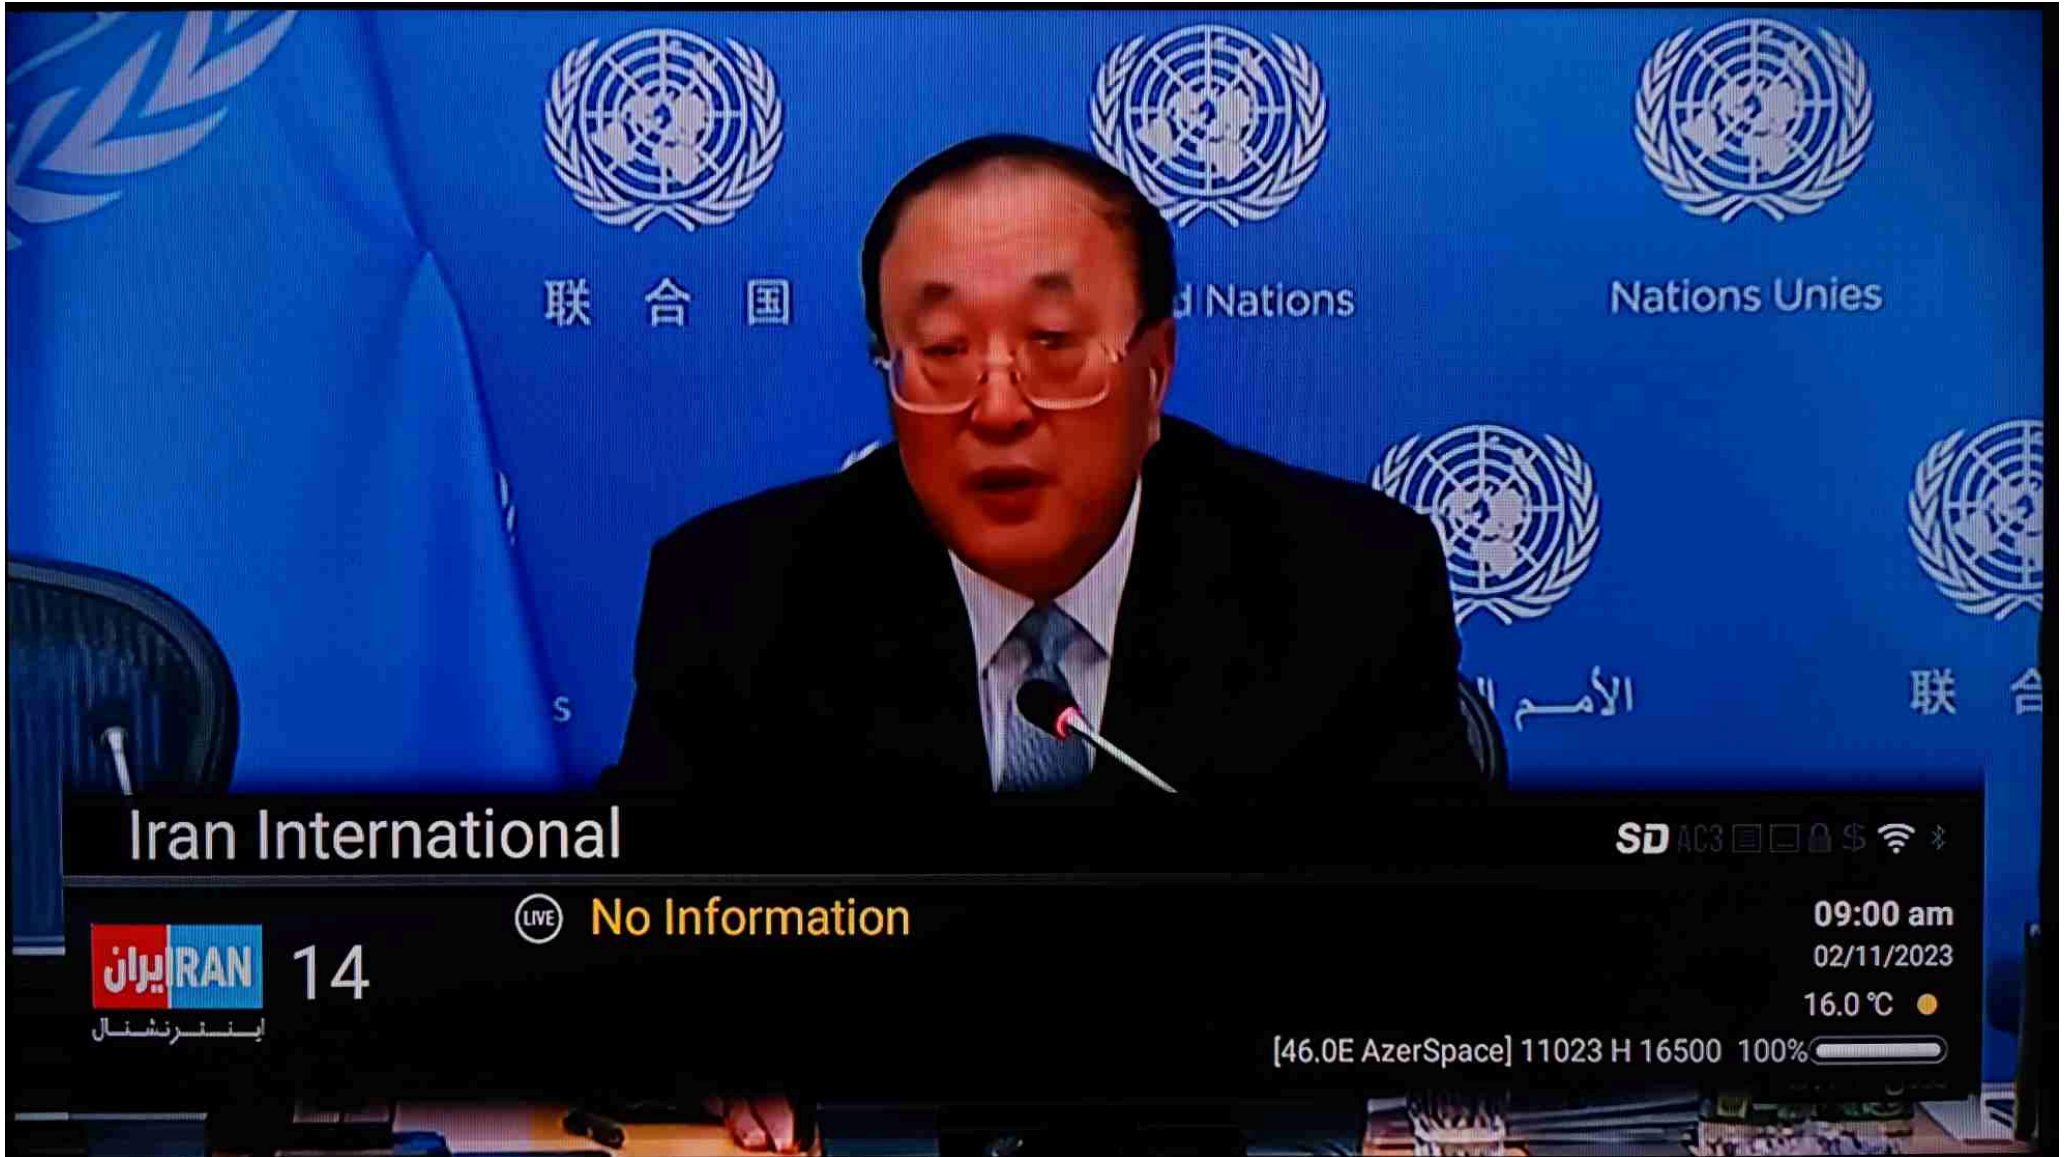 联合国
d Nations
Nations Unies
s
الأمم ال
联合
Iran International
SD AC3 $
LIVE No Information
ایران IRAN
اینترنشنال
14
09:00 am
02/11/2023
16.0 °C
[46.0E AzerSpace] 11023 H 16500 100%